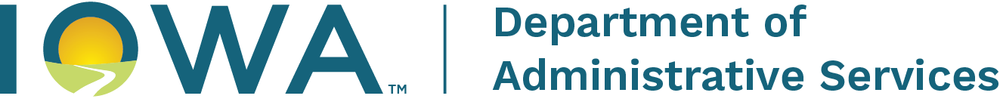 IOWA™
Department of
Administrative Services